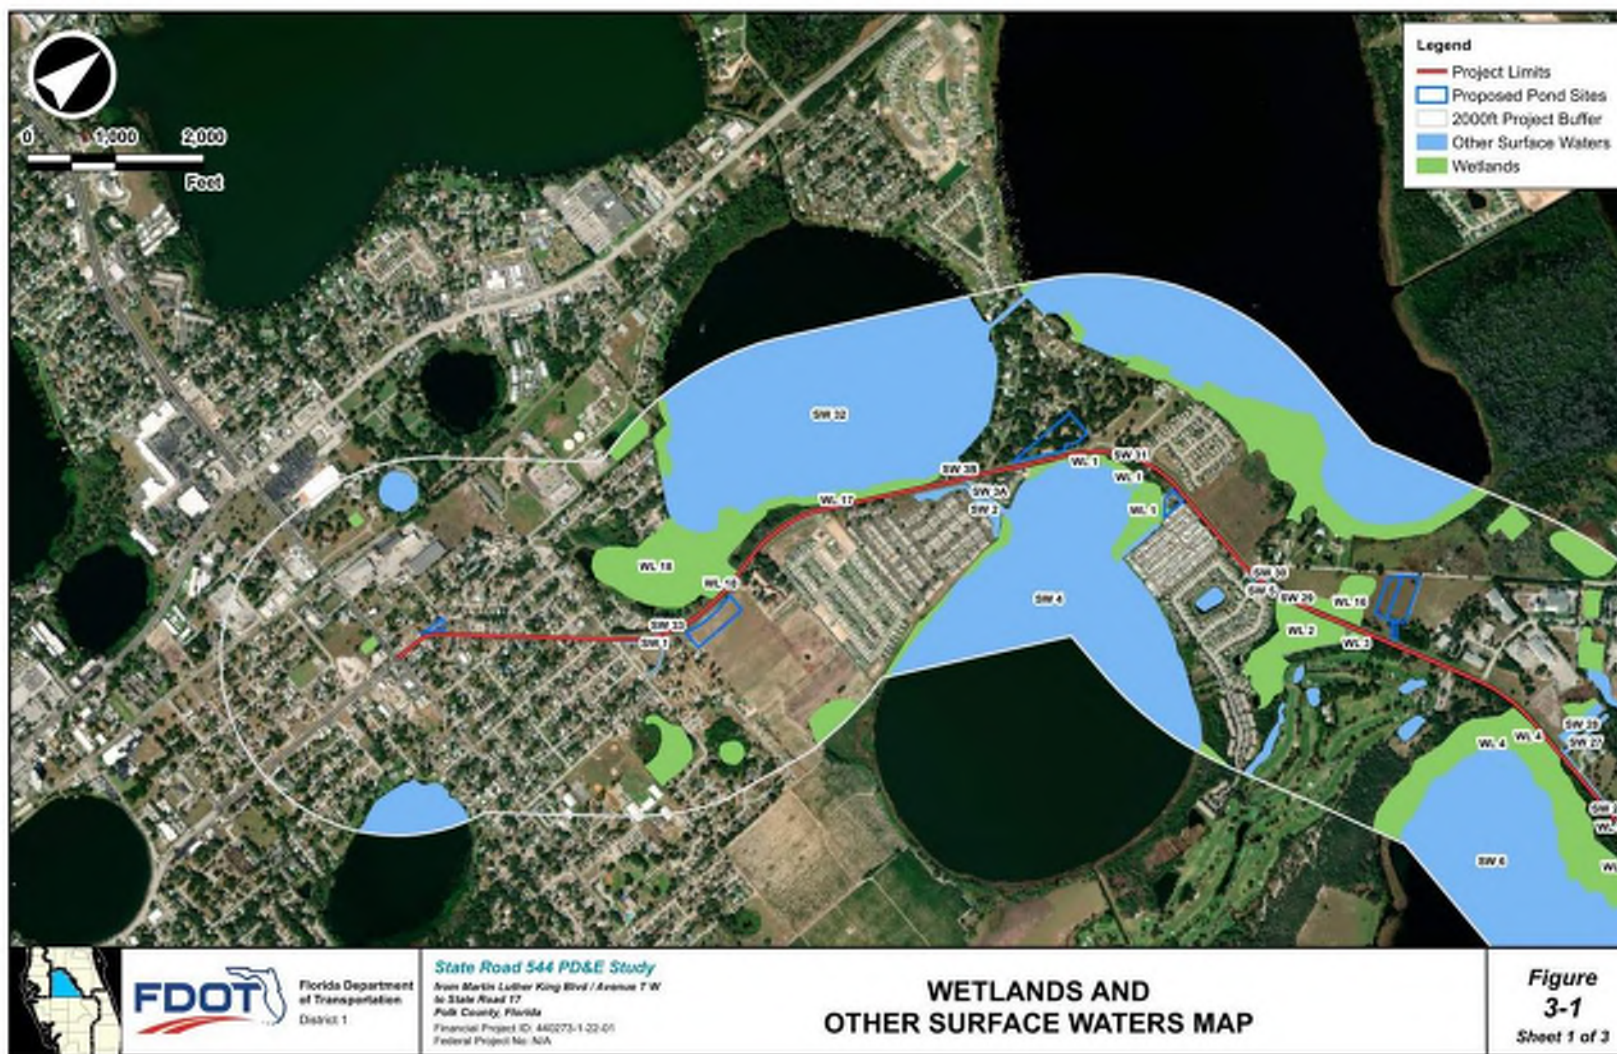 Legend
Project Limits
Proposed Pond Sites
2000ft Project Buffer
Other Surface Waters
Wetlands
0 1,000 2,000
Feet
SW 32
SW 3B
WL 1
SW 31
WL 17
SW 3A
SW 2
WL 1
WL 1
WL 18
WL 18
SW 4
SW 30
SW 5
SW 29
WL 16
SW 33
SW 1
WL 2
WL 3
SW 28
WL 4
WL 4
SW 27
SW
WL
SW 6
WL
FDOT
Florida Department
of Transportation
District 1
State Road 544 PD&E Study
from Martin Luther King Blvd / Avenue T W
to State Road 17
Polk County, Florida
Financial Project ID: 440273-1-22-01
Federal Project No: N/A
WETLANDS AND
OTHER SURFACE WATERS MAP
Figure
3-1
Sheet 1 of 3